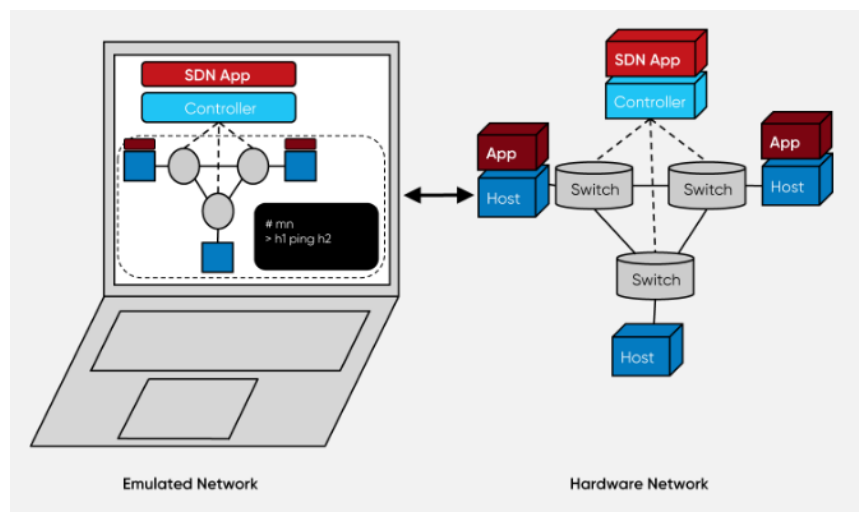 SDN App
Controller
# mn
> h1 ping h2
SDN App
Controller
App
Host
Switch
Switch
App
Host
Switch
Host
Emulated Network
Hardware Network